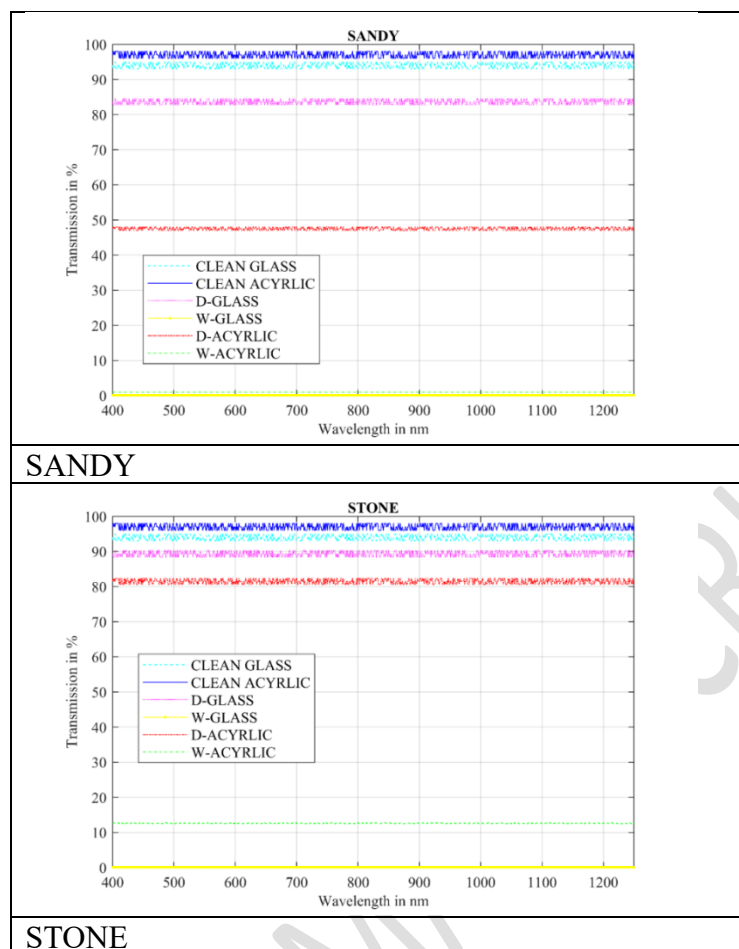 SANDY
100
90
80
70
60
50
40
30
20
10
0
Transmission in %
CLEAN GLASS
CLEAN ACYRLIC
D-GLASS
W-GLASS
D-ACYRLIC
W-ACYRLIC
400 500 600 700 800 900 1000 1100 1200
Wavelength in nm
SANDY
STONE
100
90
80
70
60
50
40
30
20
10
0
Transmission in %
CLEAN GLASS
CLEAN ACYRLIC
D-GLASS
W-GLASS
D-ACYRLIC
W-ACYRLIC
400 500 600 700 800 900 1000 1100 1200
Wavelength in nm
STONE